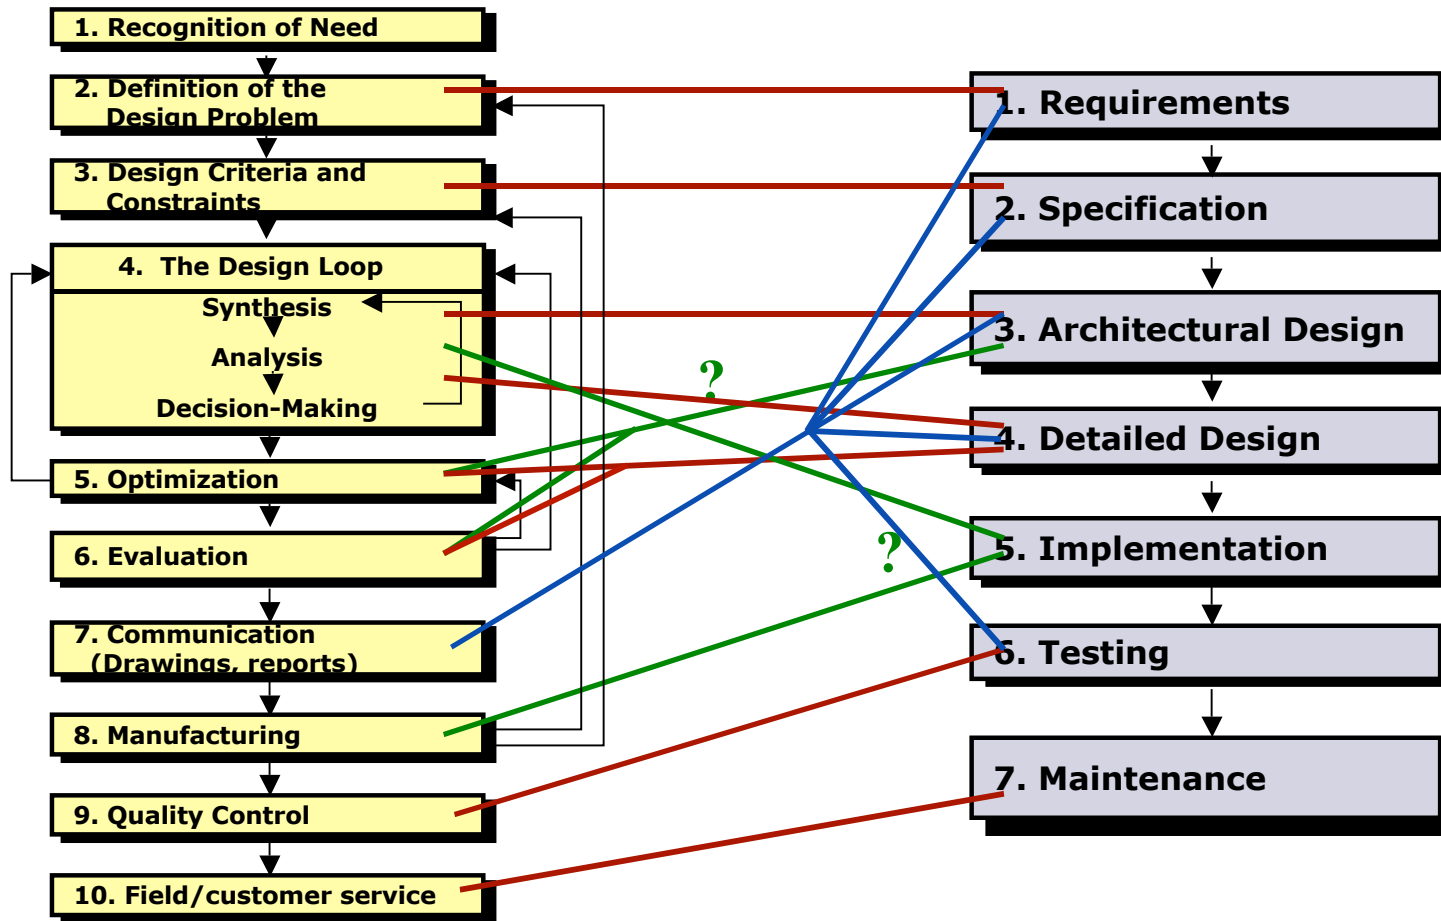 1. Recognition of Need
2. Definition of the
Design Problem
3. Design Criteria and
Constraints
4. The Design Loop
Synthesis
Analysis
Decision-Making
5. Optimization
6. Evaluation
7. Communication
(Drawings, reports)
8. Manufacturing
9. Quality Control
10. Field/customer service
?
?
1. Requirements
2. Specification
3. Architectural Design
4. Detailed Design
5. Implementation
6. Testing
7. Maintenance